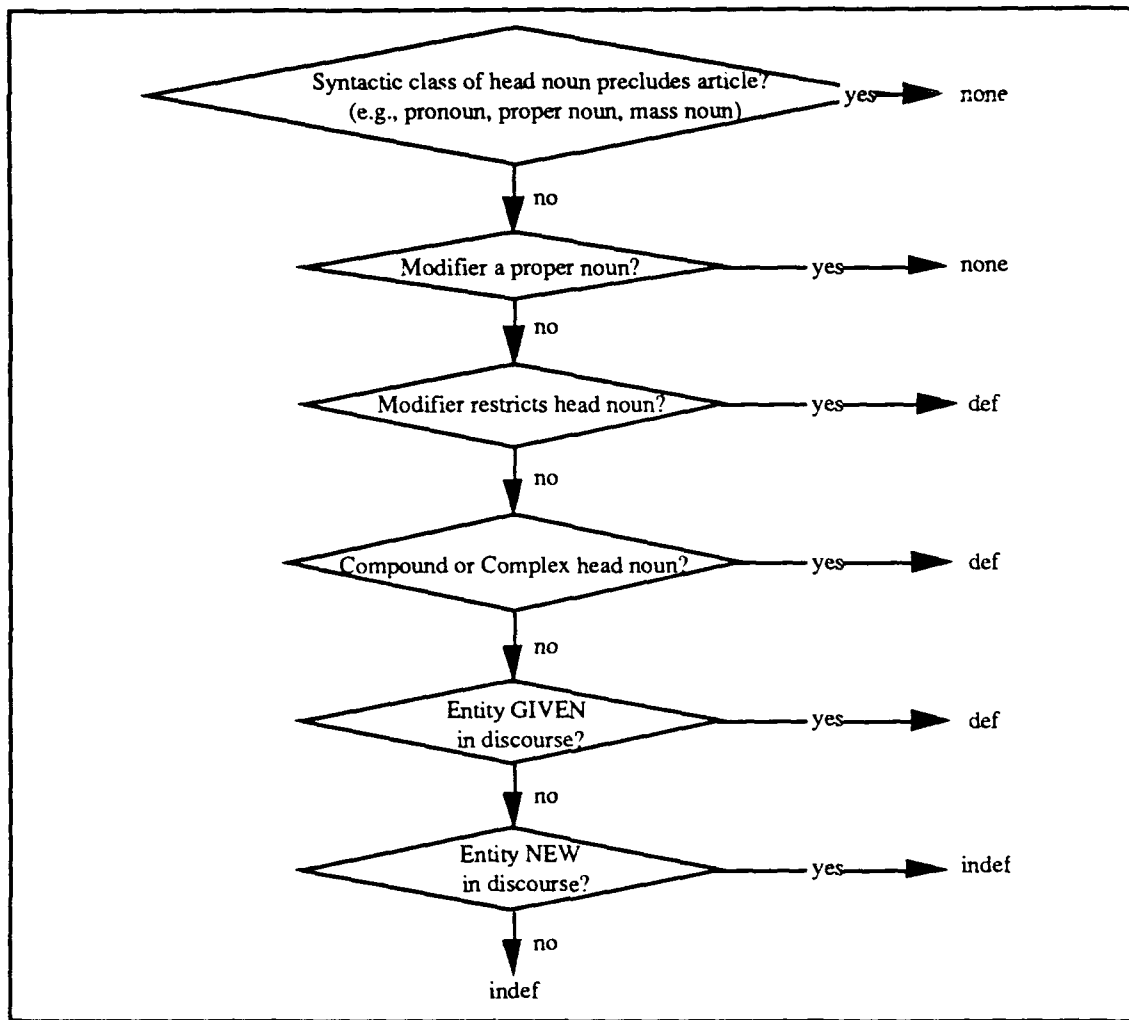 Syntactic class of head noun precludes article?
(e.g., pronoun, proper noun, mass noun)
yes
none
no
Modifier a proper noun?
yes
none
no
Modifier restricts head noun?
yes
def
no
Compound or Complex head noun?
yes
def
no
Entity GIVEN
in discourse?
yes
def
no
Entity NEW
in discourse?
yes
indef
no
indef